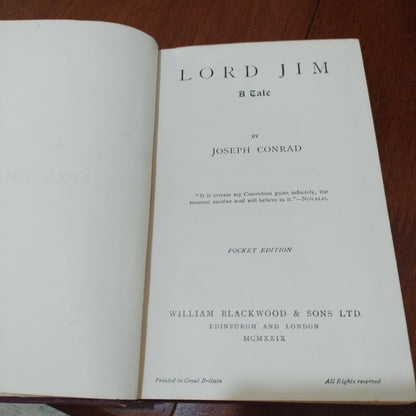 LORD JIM
A Tale
BY
JOSEPH CONRAD
"It is certain my Conviction gains infinitely, the
moment another soul will believe in it."—NOVALIS.
POCKET EDITION
WILLIAM BLACKWOOD & SONS LTD.
EDINBURGH AND LONDON
MCMXXIX
Printed in Great Britain
All Rights reserved